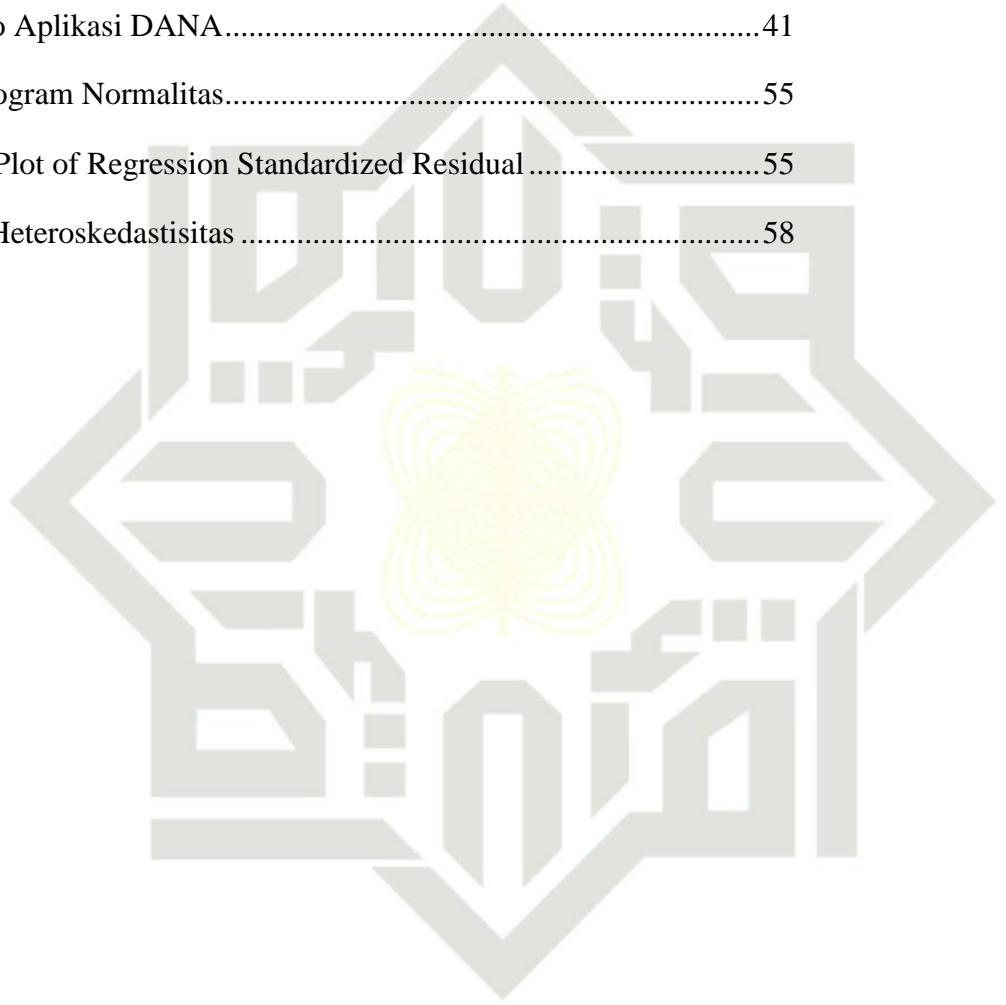 Aplikasi DANA...............................................................41
ogram Normalitas...............................................................55
Plot of Regression Standardized Residual............................55
Heteroskedastisitas..............................................................58